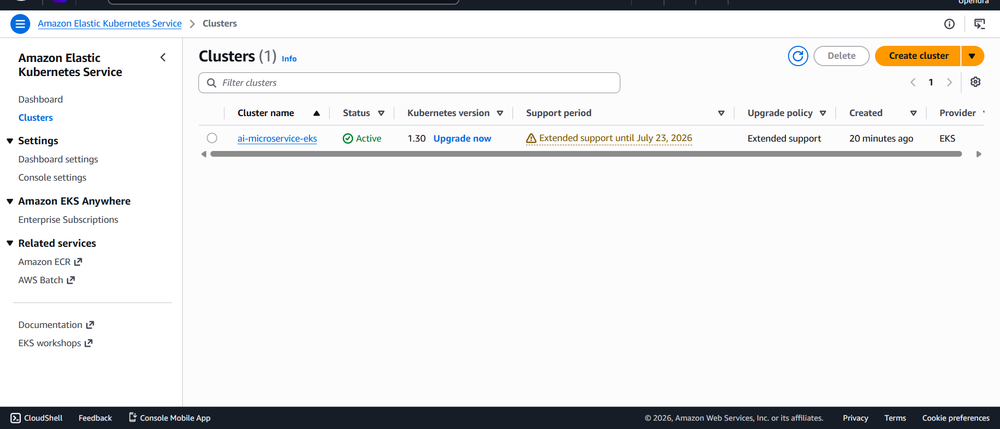 Upendra
Amazon Elastic Kubernetes Service > Clusters
Amazon Elastic
Kubernetes Service
Dashboard
Clusters
Settings
Dashboard settings
Console settings
Amazon EKS Anywhere
Enterprise Subscriptions
Related services
Amazon ECR
AWS Batch
Documentation
EKS workshops
Clusters (1) Info
Delete
Create cluster
Filter clusters
1
Cluster name Status Kubernetes version Support period Upgrade policy Created Provider
ai-microservice-eks Active 1.30 Upgrade now Extended support until July 23, 2026 Extended support 20 minutes ago EKS
CloudShell Feedback Console Mobile App © 2026, Amazon Web Services, Inc. or its affiliates. Privacy Terms Cookie preferences